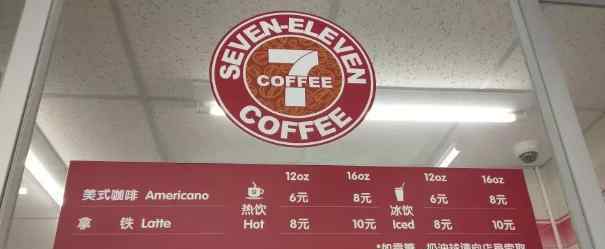 SEVEN-ELEVEN
7
COFFEE
COFFEE
12oz 16oz 12oz 16oz
美式咖啡 Americano 热饮 Hot 6元 8元 冰饮 Iced 6元 8元
拿 铁 Latte 8元 10元 8元 10元